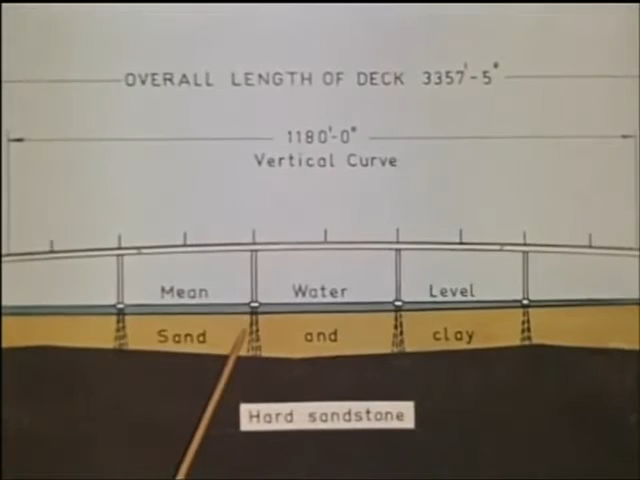 OVERALL LENGTH OF DECK 3357'-5"
1180'-0"
Vertical Curve
Mean Water Level
Sand and clay
Hard sandstone